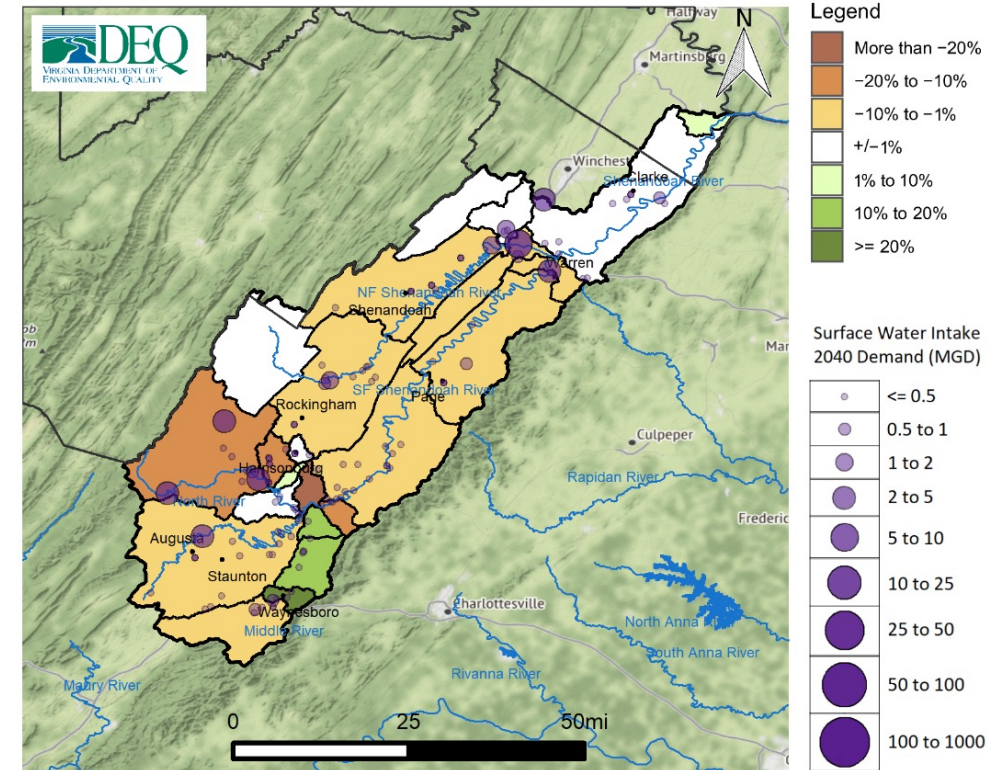 DEQ
VIRGINIA DEPARTMENT OF
ENVIRONMENTAL QUALITY
Halfway
N
Martinsburg
Winchest
Clarke
Shenandoah River
Warren
NF Shenandoah River
Shenandoah
SF Shenandoah River
Page
Rockingham
Culpeper
Harrisonburg
North River
Rapidan River
Frederic
Augusta
Staunton
Waynesboro
Middle River
Charlottesville
North Anna
South Anna River
Rivanna River
Maury River
Mar
0
25
50mi
Legend
More than −20%
−20% to −10%
−10% to −1%
+/−1%
1% to 10%
10% to 20%
>= 20%
Surface Water Intake
2040 Demand (MGD)
<= 0.5
0.5 to 1
1 to 2
2 to 5
5 to 10
10 to 25
25 to 50
50 to 100
100 to 1000